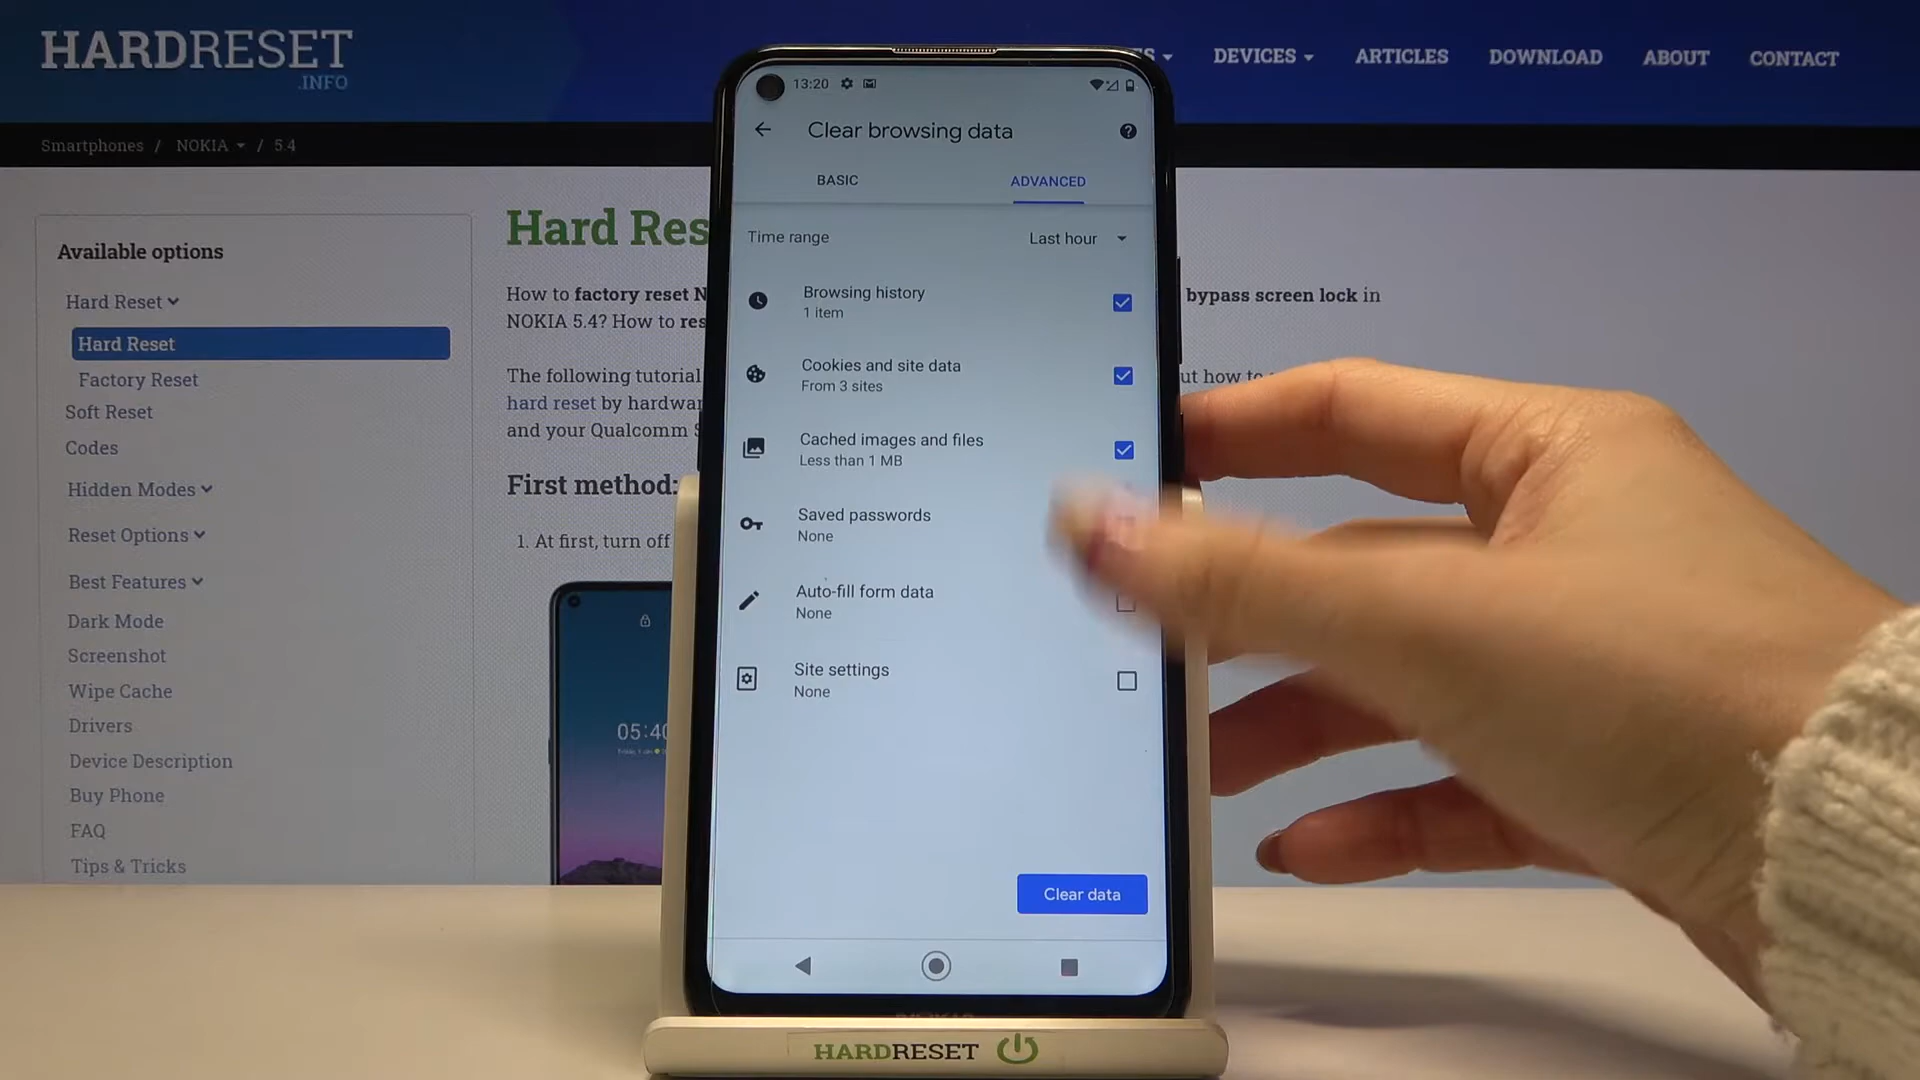 HARDRESET
.INFO
DEVICES
ARTICLES
DOWNLOAD
ABOUT
CONTACT
Smartphones / NOKIA / 5.4
Available options
Hard Reset
Hard Reset
Factory Reset
Soft Reset
Codes
Hidden Modes
Reset Options
Best Features
Dark Mode
Screenshot
Wipe Cache
Drivers
Device Description
Buy Phone
FAQ
Tips & Tricks
Hard Res
How to factory reset N
bypass screen lock in
NOKIA 5.4? How to res
The following tutorial
ut how to
hard reset by hardwar
and your Qualcomm S
First method:
1. At first, turn off
05:40
13:20
Clear browsing data
BASIC
ADVANCED
Time range
Last hour
Browsing history
1 item
Cookies and site data
From 3 sites
Cached images and files
Less than 1 MB
Saved passwords
None
Auto-fill form data
None
Site settings
None
Clear data
HARDRESET